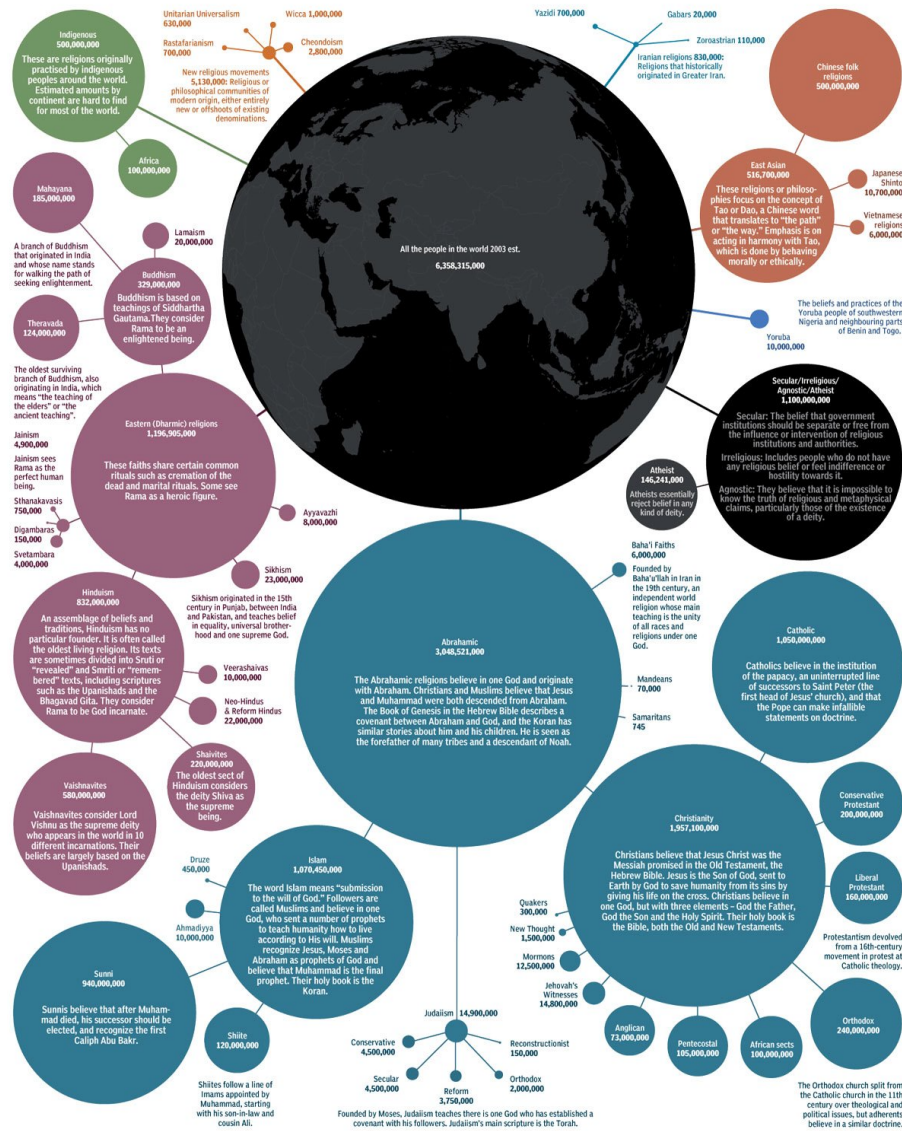 Indigenous
500,000,000
These are religions originally
practised by indigenous
peoples around the world.
Estimated amounts by
continent are hard to find
for most of the world.
Africa
100,000,000
Unitarian Universalism
630,000
Wicca 1,000,000
Rastafarianism
700,000
Cheondoism
2,800,000
New religious movements
5,130,000: Religious or
philosophical communities of
modern origin, either entirely
new or offshoots of existing
denominations.
Yazidi 700,000
Gabars 20,000
Zoroastrian 110,000
Iranian religions 830,000:
Religions that historically
originated in Greater Iran.
Chinese folk
religions
500,000,000
East Asian
516,700,000
These religions or philoso-
phies focus on the concept of
Tao or Dao, a Chinese word
that translates to “the path”
or “the way.” Emphasis is on
acting in harmony with Tao,
which is done by behaving
morally or ethically.
Japanese
Shinto
10,700,000
Vietnamese
religions
6,000,000
All the people in the world 2003 est.
6,358,315,000
Yoruba
10,000,000
The beliefs and practices of the
Yoruba people of southwestern
Nigeria and neighbouring parts
of Benin and Togo.
Secular/Irreligious/
Agnostic/Atheist
1,100,000,000
Secular: The belief that government
institutions should be separate or free from
the influence or intervention of religious
institutions and authorities.
Irreligious: Includes people who do not have
any religious belief or feel indifference or
hostility towards it.
Agnostic: They believe that it is impossible to
know the truth of religious and metaphysical
claims, particularly those of the existence
of a deity.
Atheist
146,241,000
Atheists essentially
reject belief in any
kind of deity.
Mahayana
185,000,000
A branch of Buddhism
that originated in India
and whose name stands
for walking the path of
seeking enlightenment.
Lamaism
20,000,000
Buddhism
329,000,000
Buddhism is based on
teachings of Siddhartha
Gautama.They consider
Rama to be an
enlightened being.
Theravada
124,000,000
The oldest surviving
branch of Buddhism, also
originating in India, which
means “the teaching of
the elders” or “the
ancient teaching”.
Eastern (Dharmic) religions
1,196,905,000
These faiths share certain common
rituals such as cremation of the
dead and marital rituals. Some see
Rama as a heroic figure.
Jainism
4,900,000
Jainism sees
Rama as the
perfect human
being.
Sthanakavasis
750,000
Digambaras
150,000
Svetambara
4,000,000
Ayyavazhi
8,000,000
Sikhism
23,000,000
Sikhism originated in the 15th
century in Punjab, between India
and Pakistan, and teaches belief
in equality, universal brother-
hood and one supreme God.
Hinduism
832,000,000
An assemblage of beliefs and
traditions, Hinduism has no
particular founder. It is often called
the oldest living religion. Its texts
are sometimes divided into Sruti or
“revealed” and Smriti or “remem-
bered” texts, including scriptures
such as the Upanishads and the
Bhagavad Gita. They consider
Rama to be God incarnate.
Veerashaivas
10,000,000
Neo-Hindus
& Reform Hindus
22,000,000
Shaivites
220,000,000
The oldest sect of
Hinduism considers
the deity Shiva as
the supreme
being.
Vaishnavites
580,000,000
Vaishnavites consider Lord
Vishnu as the supreme deity
who appears in the world in 10
different incarnations. Their
beliefs are largely based on the
Upanishads.
Abrahamic
3,048,521,000
The Abrahamic religions believe in one God and originate
with Abraham. Christians and Muslims believe that Jesus
and Muhammad were both descended from Abraham.
The Book of Genesis in the Hebrew Bible describes a
covenant between Abraham and God, and the Koran has
similar stories about him and his children. He is seen as
the forefather of many tribes and a descendant of Noah.
Baha’i Faiths
6,000,000
Founded by
Baha’u’llah in Iran in
the 19th century, an
independent world
religion whose main
teaching is the unity
of all races and
religions under one
God.
Mandeans
70,000
Samaritans
745
Catholic
1,050,000,000
Catholics believe in the institution
of the papacy, an uninterrupted line
of successors to Saint Peter (the
first head of Jesus’ church), and that
the Pope can make infallible
statements on doctrine.
Christianity
1,957,100,000
Christians believe that Jesus Christ was the
Messiah promised in the Old Testament, the
Hebrew Bible. Jesus is the Son of God, sent to
Earth by God to save humanity from its sins by
giving his life on the cross. Christians believe in
one God, but with three elements – God the Father,
God the Son and the Holy Spirit. Their holy book is
the Bible, both the Old and New Testaments.
Conservative
Protestant
200,000,000
Liberal
Protestant
160,000,000
Protestantism devolved
from a 16th-century
movement in protest at
Catholic theology.
Quakers
300,000
New Thought
1,500,000
Mormons
12,500,000
Jehovah’s
Witnesses
14,800,000
Anglican
73,000,000
Pentecostal
105,000,000
African sects
100,000,000
Orthodox
240,000,000
The Orthodox church split from
the Catholic church in the 11th
century over theological and
political issues, but adherents
believe in a similar doctrine.
Islam
1,070,450,000
The word Islam means “submission
to the will of God.” Followers are
called Muslims and believe in one
God, who sent a number of prophets
to teach humanity how to live
according to His will. Muslims
recognize Jesus, Moses and
Abraham as prophets of God and
believe that Muhammad is the final
prophet. Their holy book is the
Koran.
Druze
450,000
Ahmadiyya
10,000,000
Sunni
940,000,000
Sunnis believe that after Muham-
mad died, his successor should be
elected, and recognize the first
Caliph Abu Bakr.
Shiite
120,000,000
Shiites follow a line of
Imams appointed by
Muhammad, starting
with his son-in-law and
cousin Ali.
Judaiism 14,900,000
Conservative
4,500,000
Secular
4,500,000
Reform
3,750,000
Orthodox
2,000,000
Reconstructionist
150,000
Founded by Moses, Judaiism teaches there is one God who has established a
covenant with his followers. Judaiism’s main scripture is the Torah.